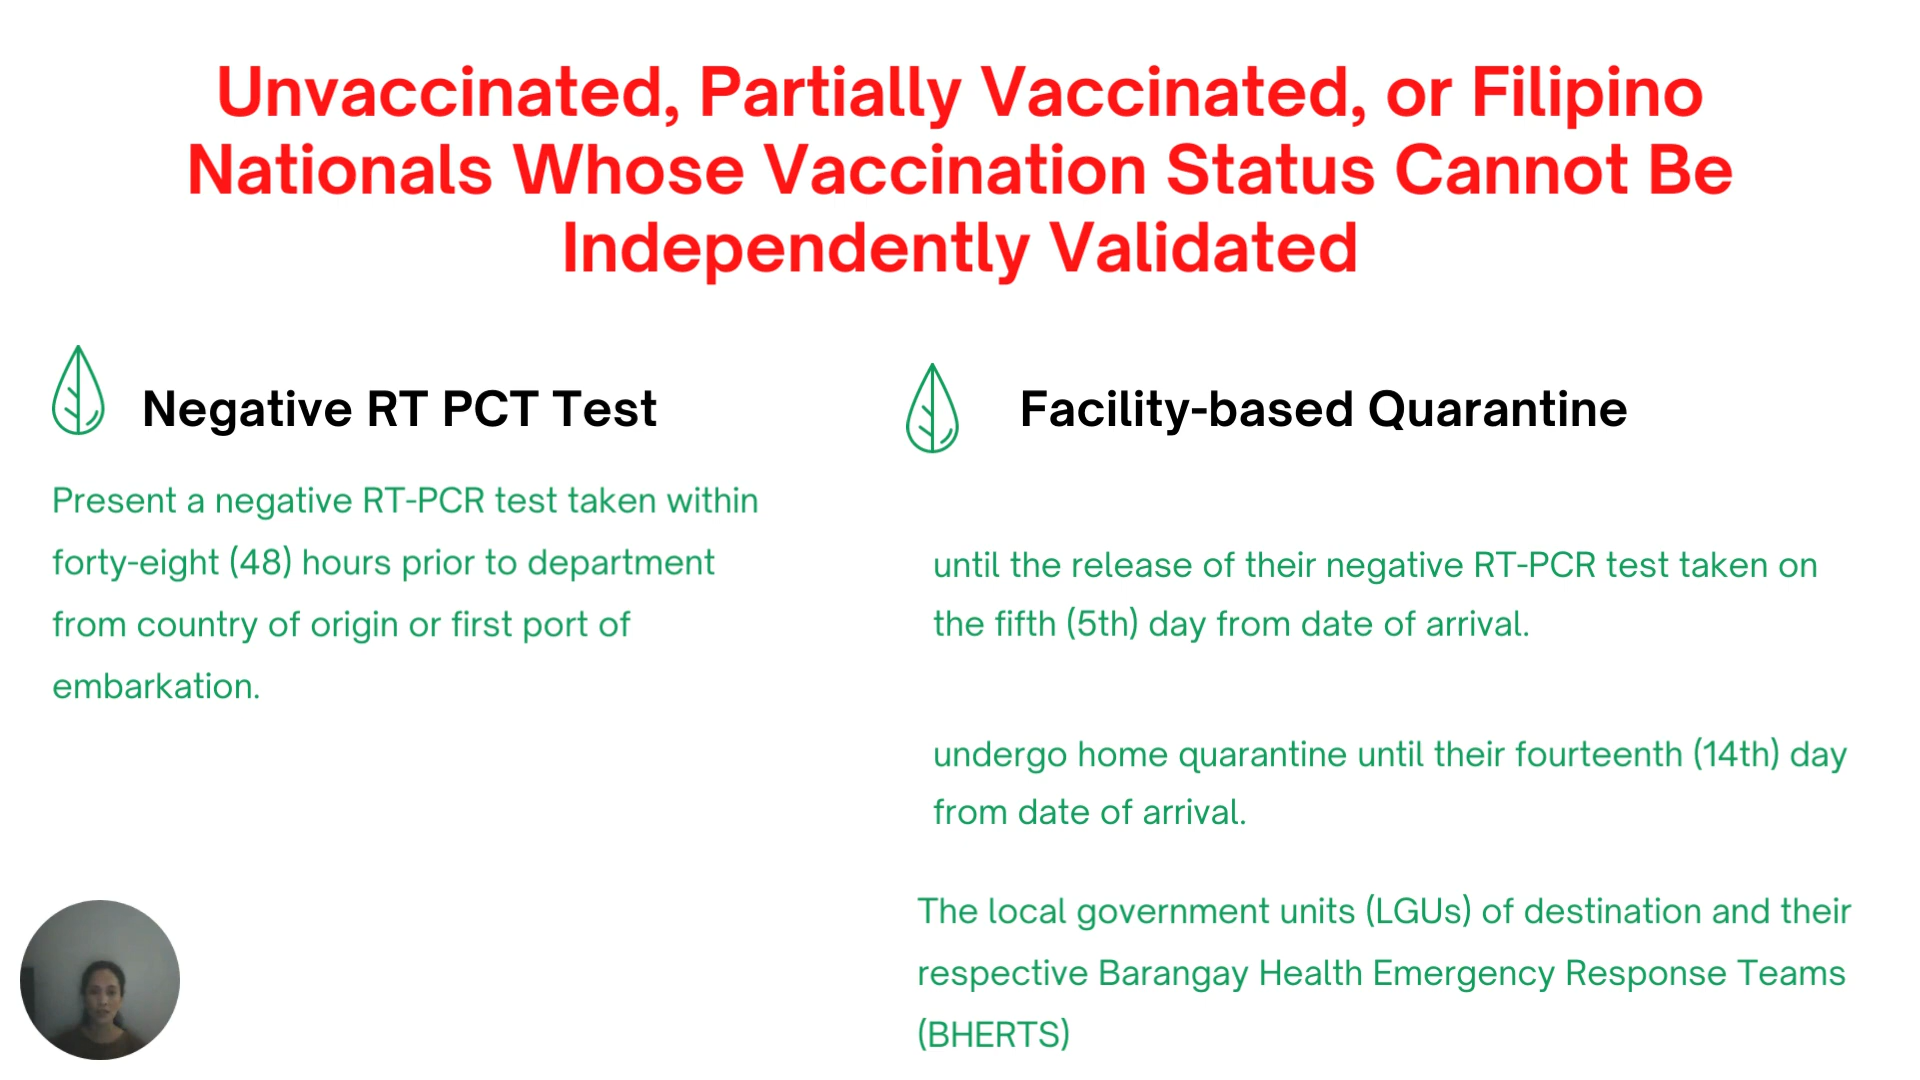 Unvaccinated, Partially Vaccinated, or Filipino
Nationals Whose Vaccination Status Cannot Be
Independently Validated
Negative RT PCT Test
Present a negative RT-PCR test taken within
forty-eight (48) hours prior to department
from country of origin or first port of
embarkation.
Facility-based Quarantine
until the release of their negative RT-PCR test taken on
the fifth (5th) day from date of arrival.
undergo home quarantine until their fourteenth (14th) day
from date of arrival.
The local government units (LGUs) of destination and their
respective Barangay Health Emergency Response Teams
(BHERTS)